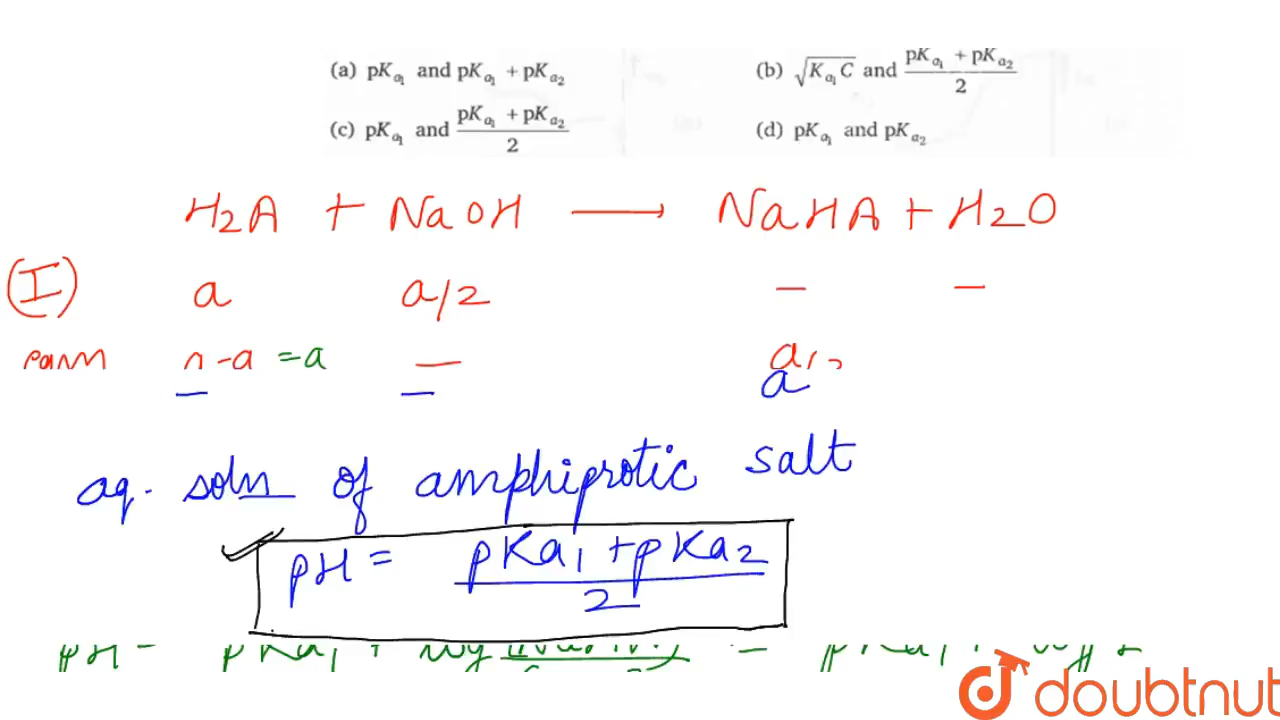 (a) pKₐ₁ and pKₐ₁ + pKₐ₂ (b) √(Kₐ₁C) and (pKₐ₁ + pKₐ₂)/2
(c) pKₐ₁ and (pKₐ₁ + pKₐ₂)/2 (d) pKₐ₁ and pKₐ₂
H2A + NaOH ⟶ NaHA + H2O
(I) a a/2 — —
-a = a —
— — a
aq. soln of amphiprotic salt
pH = (pKa1 + pKa2)/2
doubtnut